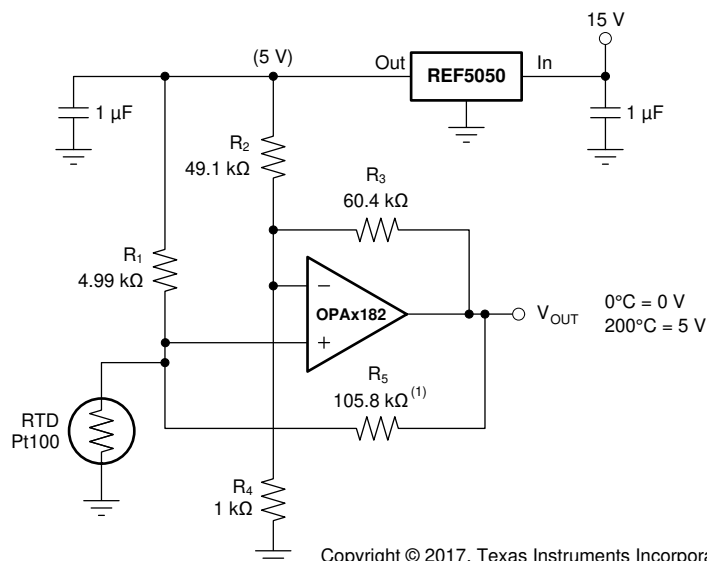 15 V
(5 V)
Out
REF5050
In
1 µF
1 µF
R2
49.1 kΩ
R3
60.4 kΩ
R1
4.99 kΩ
−
OPAx182
+
VOUT
0°C = 0 V
200°C = 5 V
R5
105.8 kΩ(1)
RTD
Pt100
R4
1 kΩ
Copyright © 2017, Texas Instruments Incorpora